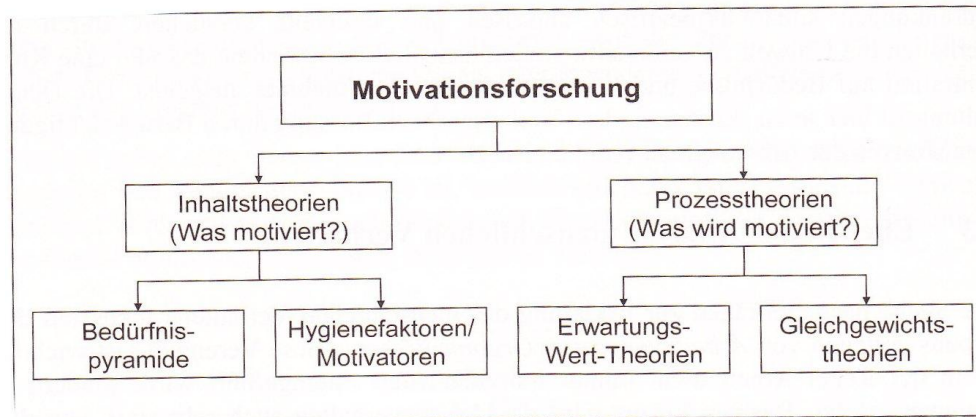 Motivationsforschung
Inhaltstheorien
(Was motiviert?)
Prozesstheorien
(Was wird motiviert?)
Bedürfnis-
pyramide
Hygienefaktoren/
Motivatoren
Erwartungs-
Wert-Theorien
Gleichgewichts-
theorien